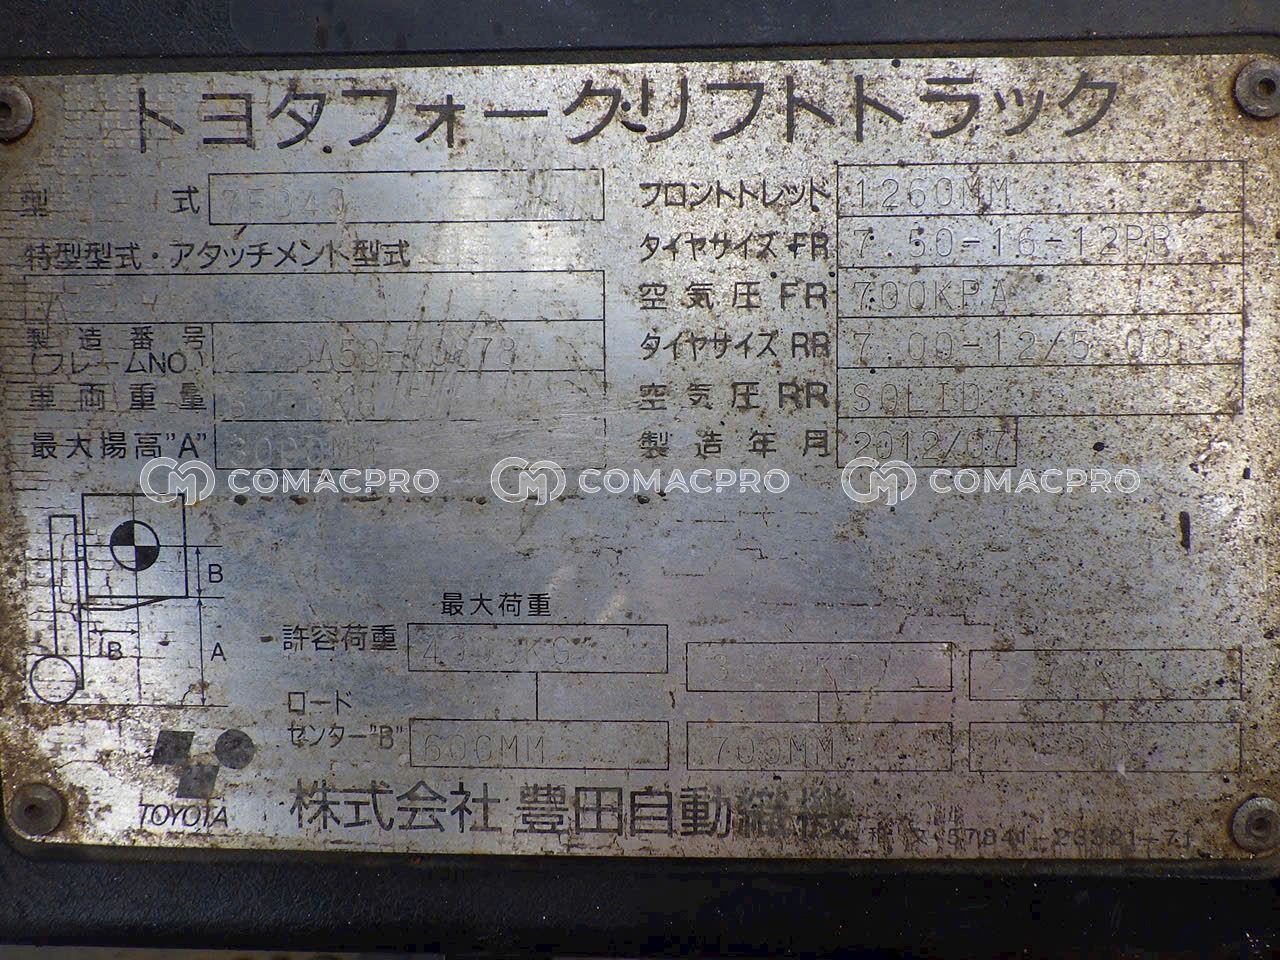 トヨタフォークリフトトラック
型 式 7FD40
フロントトレッド 1260MM
特型型式・アタッチメント型式
タイヤサイズ FR 7.50-16-12PR
空気圧 FR 700KPA
製造番号
(フレームNO.)
タイヤサイズ RR 7.00-12/5.00
車両重量
空気圧 RR SOLID
最大揚高"A"
製造年月 2012/07
COMACPRO COMACPRO COMACPRO
B
B
A
最大荷重
許容荷重
ロード
センター"B" 600MM 700MM
TOYOTA
株式会社 豊田自動織機